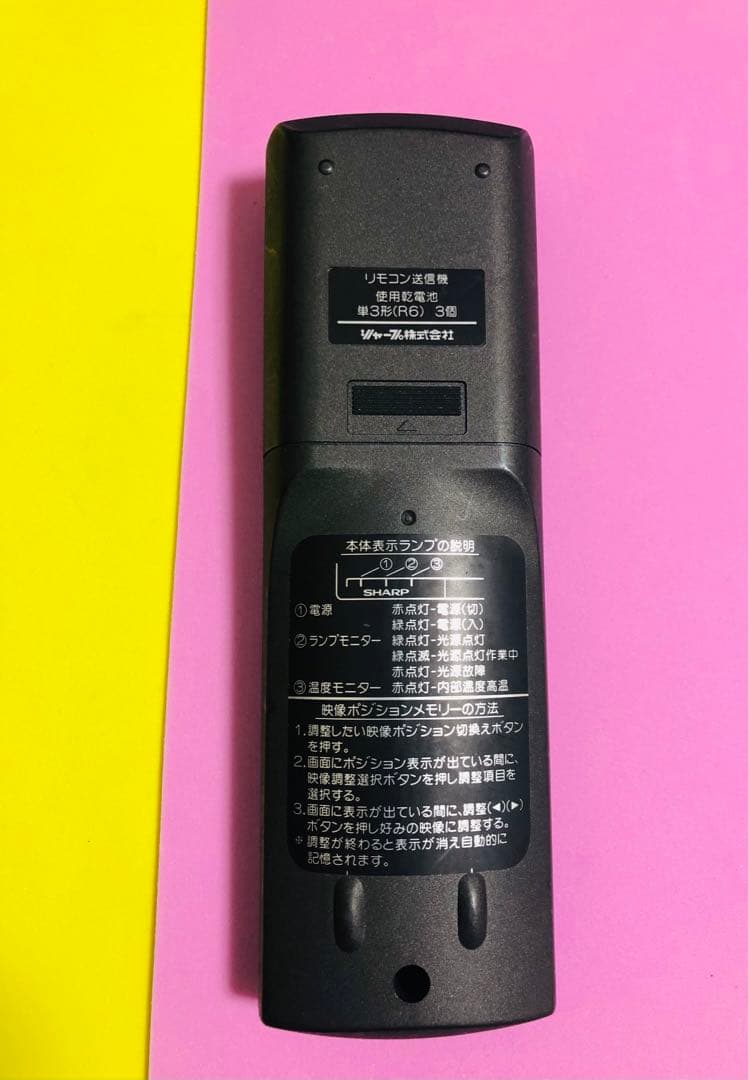 リモコン送信機
使用乾電池
単3形(R6) 3個
シャープ株式会社
本体表示ランプの説明
① ② ③
SHARP
①電源 赤点灯-電源(切)
緑点灯-電源(入)
②ランプモニター 緑点灯-光源点灯
緑点滅-光源点灯作業中
赤点灯-光源故障
③温度モニター 赤点灯-内部温度高温
映像ポジションメモリーの方法
1.調整したい映像ポジション切換えボタン
を押す。
2.画面にポジション表示が出ている間に、
映像調整選択ボタンを押し調整項目を
選択する。
3.画面に表示が出ている間に、調整(◀)(▶)
ボタンを押し好みの映像に調整する。
※調整が終わると表示が消え自動的に
記憶されます。